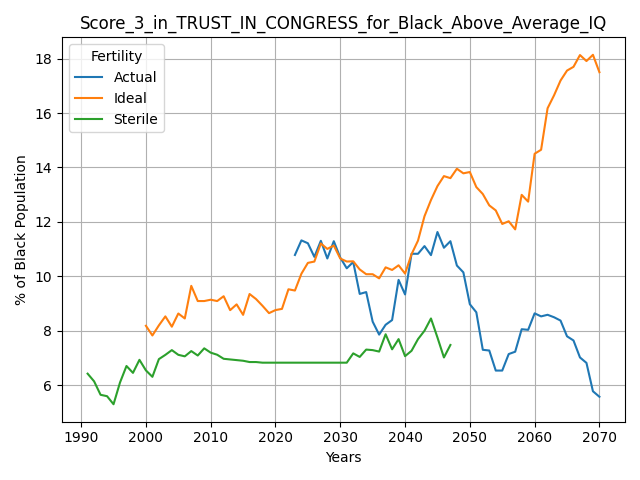 Score_3_in_TRUST_IN_CONGRESS_for_Black_Above_Average_IQ
Fertility
Actual
Ideal
Sterile
% of Black Population
18
16
14
12
10
8
6
1990 2000 2010 2020 2030 2040 2050 2060 2070
Years